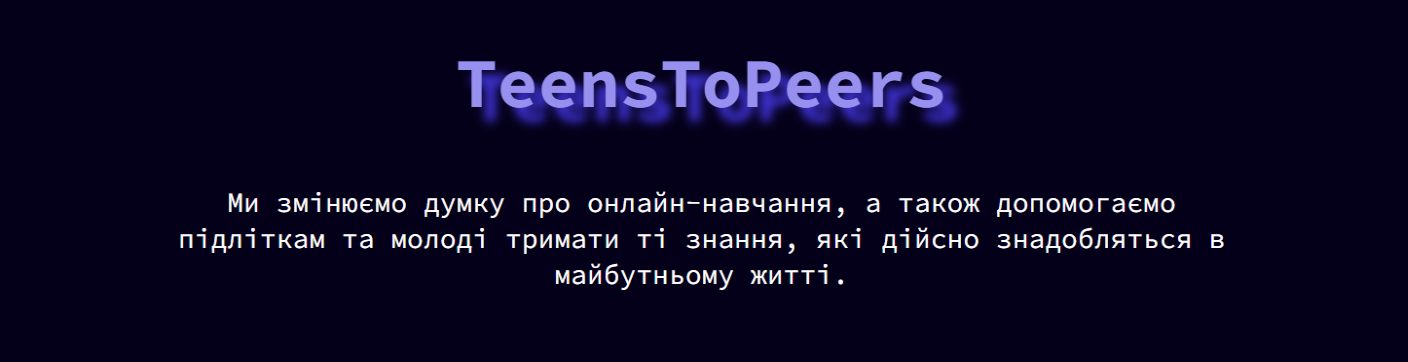 TeensToPeers
Ми змінюємо думку про онлайн-навчання, а також допомогаємо
підліткам та молоді тримати ті знання, які дійсно знадобляться в
майбутньому житті.